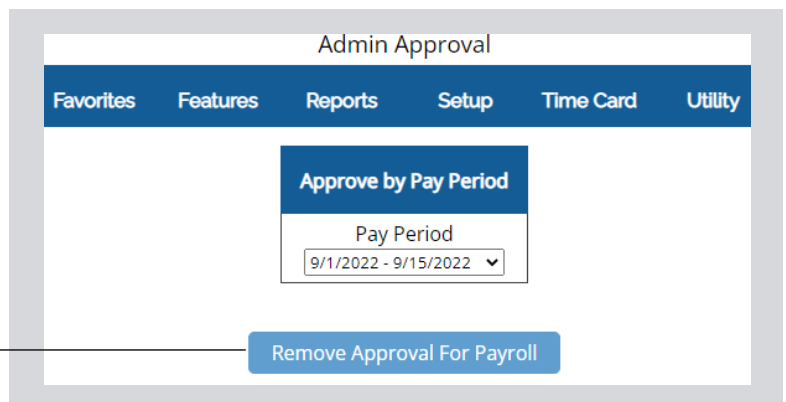 Admin Approval
Favorites Features Reports Setup Time Card Utility
Approve by Pay Period
Pay Period
9/1/2022 - 9/15/2022
Remove Approval For Payroll